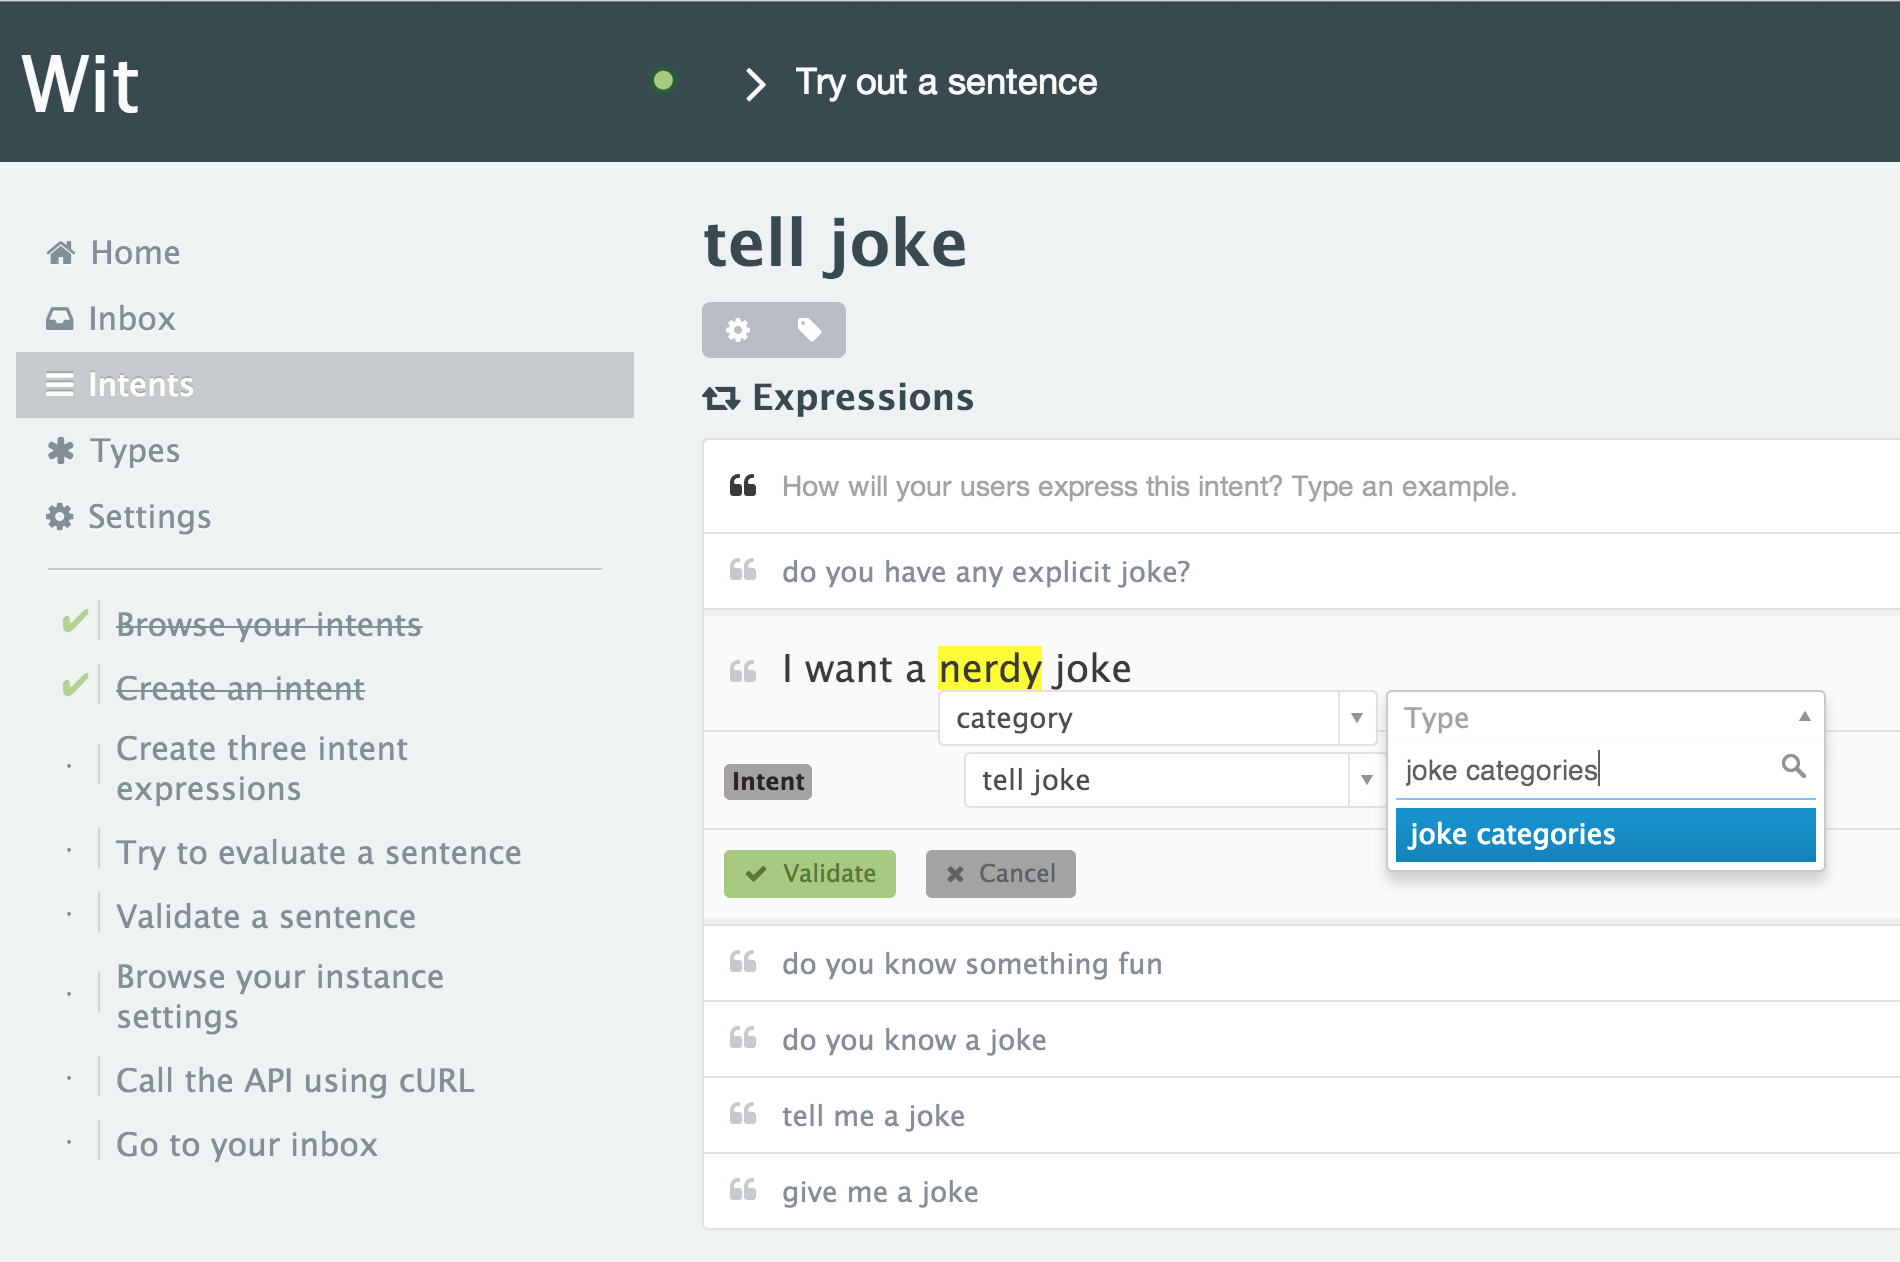 Wit
Try out a sentence
Home
Inbox
Intents
Types
Settings
Browse your intents
Create an intent
Create three intent
expressions
Try to evaluate a sentence
Validate a sentence
Browse your instance
settings
Call the API using cURL
Go to your inbox
tell joke
Expressions
How will your users express this intent? Type an example.
do you have any explicit joke?
I want a nerdy joke
category
Type
joke categories
joke categories
Intent
tell joke
Validate
Cancel
do you know something fun
do you know a joke
tell me a joke
give me a joke